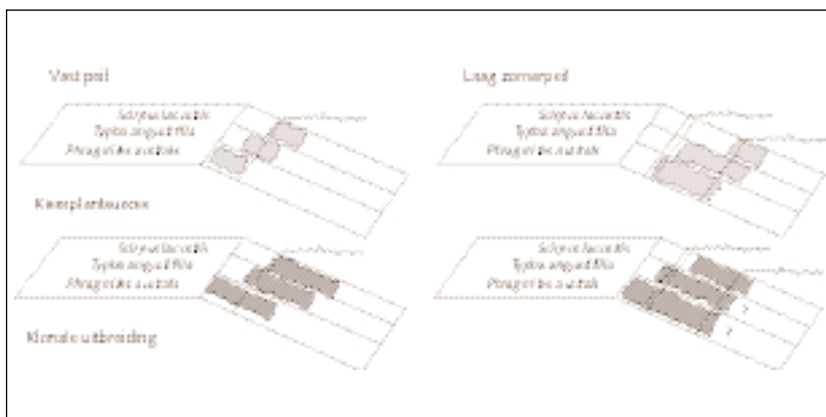 Vast peil
Laag zomerpeil
Scirpus lacustris
Typha angustifolia
Phragmites australis
Scirpus lacustris
Typha angustifolia
Phragmites australis
Kiemplantsucces
Scirpus lacustris
Typha angustifolia
Phragmites australis
Scirpus lacustris
Typha angustifolia
Phragmites australis
?
?
Klonale uitbreiding